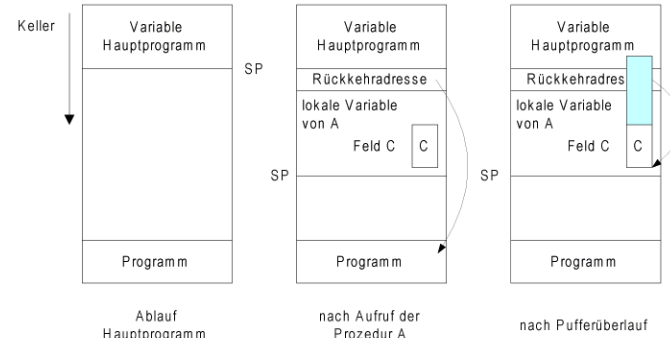 Keller
Variable
Hauptprogramm
SP
Programm
Ablauf
Hauptprogramm
Variable
Hauptprogramm
Rückkehradresse
lokale Variable
von A
Feld C
C
SP
Programm
nach Aufruf der
Prozedur A
Variable
Hauptprogramm
Rückkehradres
lokale Variable
von A
Feld C
C
SP
Programm
nach Pufferüberlauf